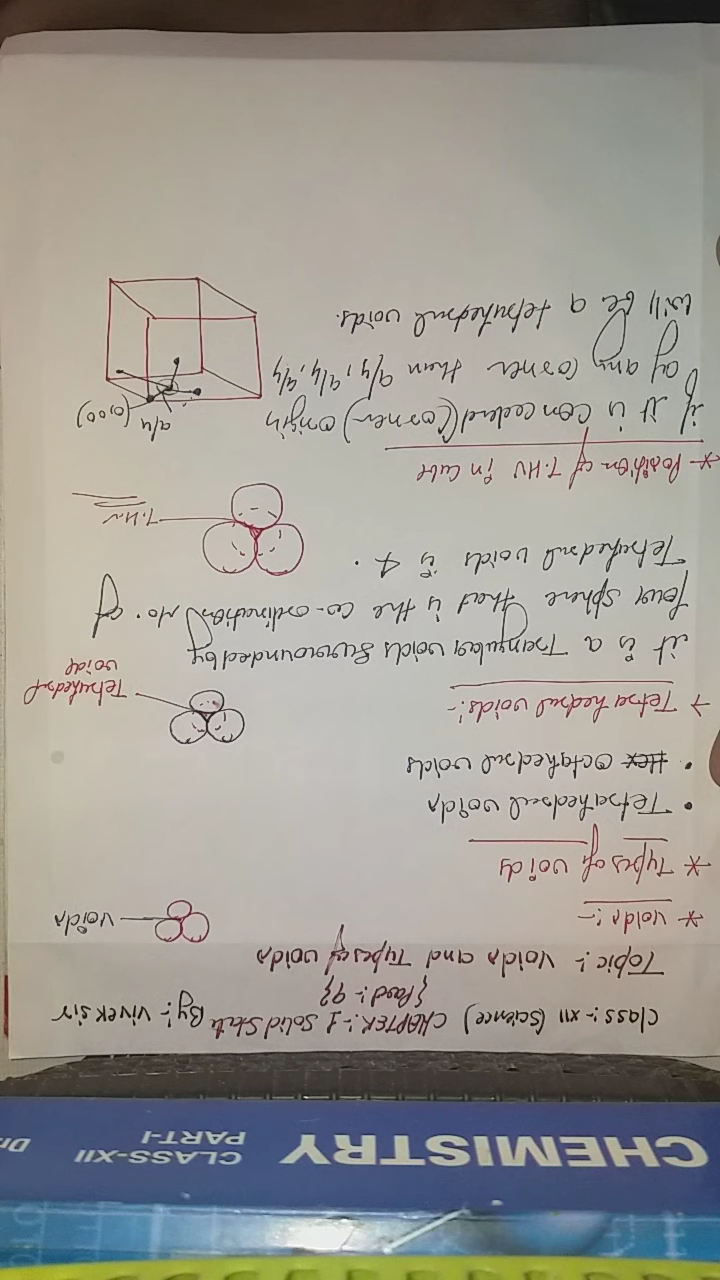 CHEMISTRY CLASS-XII
PART-I
Class:- XII (Science) CHAPTER:- 1 Solid State By:- Vivek Sir
{Part:- 9}
Topic:- Voids and Types of voids
* Voids:-
voids
* Types of voids
• Tetrahedral voids
• Octahedral voids
→ Tetrahedral voids:-
Tetrahedral
void
it is a Triangular voids Surrounded by
four sphere that is the co-ordination No. of
Tetrahedral voids is 4.
T.H.V
* Position of T.HV in Cube
if it is Concederd (Corner) origin
of any Corner then a/4, a/4, a/4
will be a tetrahedral voids.
a/4 (0,0,0)